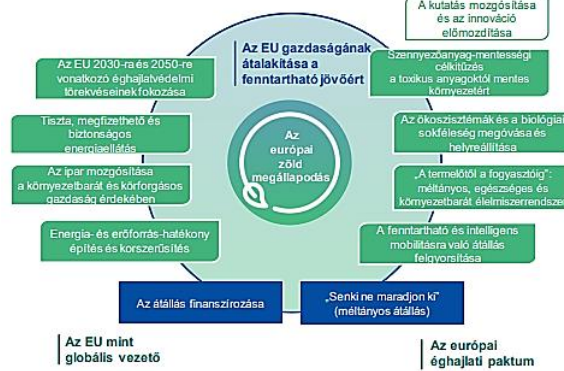 A kutatás mozgósítása
és az innováció
előmozdítása
Az EU gazdaságának
átalakítása a
fenntartható jövőért
Az EU 2030-ra és 2050-re
vonatkozó éghajlatvédelmi
törekvéseinek fokozása
Szennyezőanyag-mentességi
célkitűzés
a toxikus anyagoktól mentes
környezetért
Tiszta, megfizethető és
biztonságos
energiaellátás
Az
európai
zöld
megállapodás
Az ökoszisztémák és a biológiai
sokféleség megóvása és
helyreállítása
Az ipar mozgósítása
a környezetbarát és körforgásos
gazdaság érdekében
„A termelőtől a fogyasztóig”:
méltányos, egészséges és
környezetbarát élelmiszerrendszer
Energia- és erőforrás-hatékony
építés és korszerűsítés
A fenntartható és intelligens
mobilitásra való átállás
felgyorsítása
Az átállás finanszírozása
„Senki ne maradjon ki”
(méltányos átállás)
Az EU mint
globális vezető
Az európai
éghajlati paktum